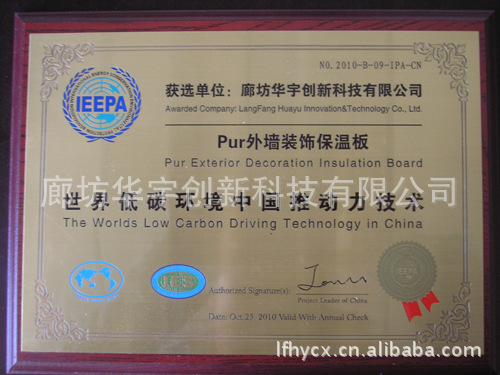 NO. 2010-B-09-IPA-CN
IEEPA
获选单位：廊坊华宇创新科技有限公司
Awarded Company: LangFang Huayu Innovation&Technology Co., Ltd.
Pur外墙装饰保温板
Pur Exterior Decoration Insulation Board
廊坊华宇创新科技有限公司
世界低碳环境中国推动力技术
The Worlds Low Carbon Driving Technology in China
Authorized Signature(s):
Project Leader of China
IEEPA
Date: Oct.25, 2010 Valid With Annual Check
lfhycx.cn.alibaba.com